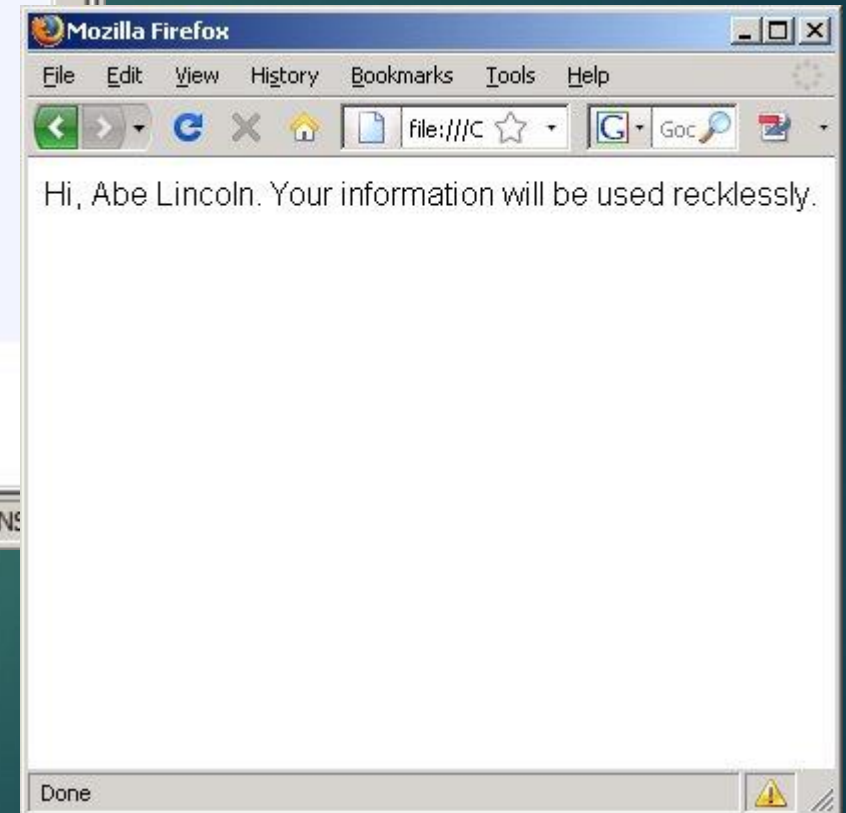 Mozilla Firefox
File Edit View History Bookmarks Tools Help
file:///C G Goc
Hi, Abe Lincoln. Your information will be used recklessly.
NS
Done